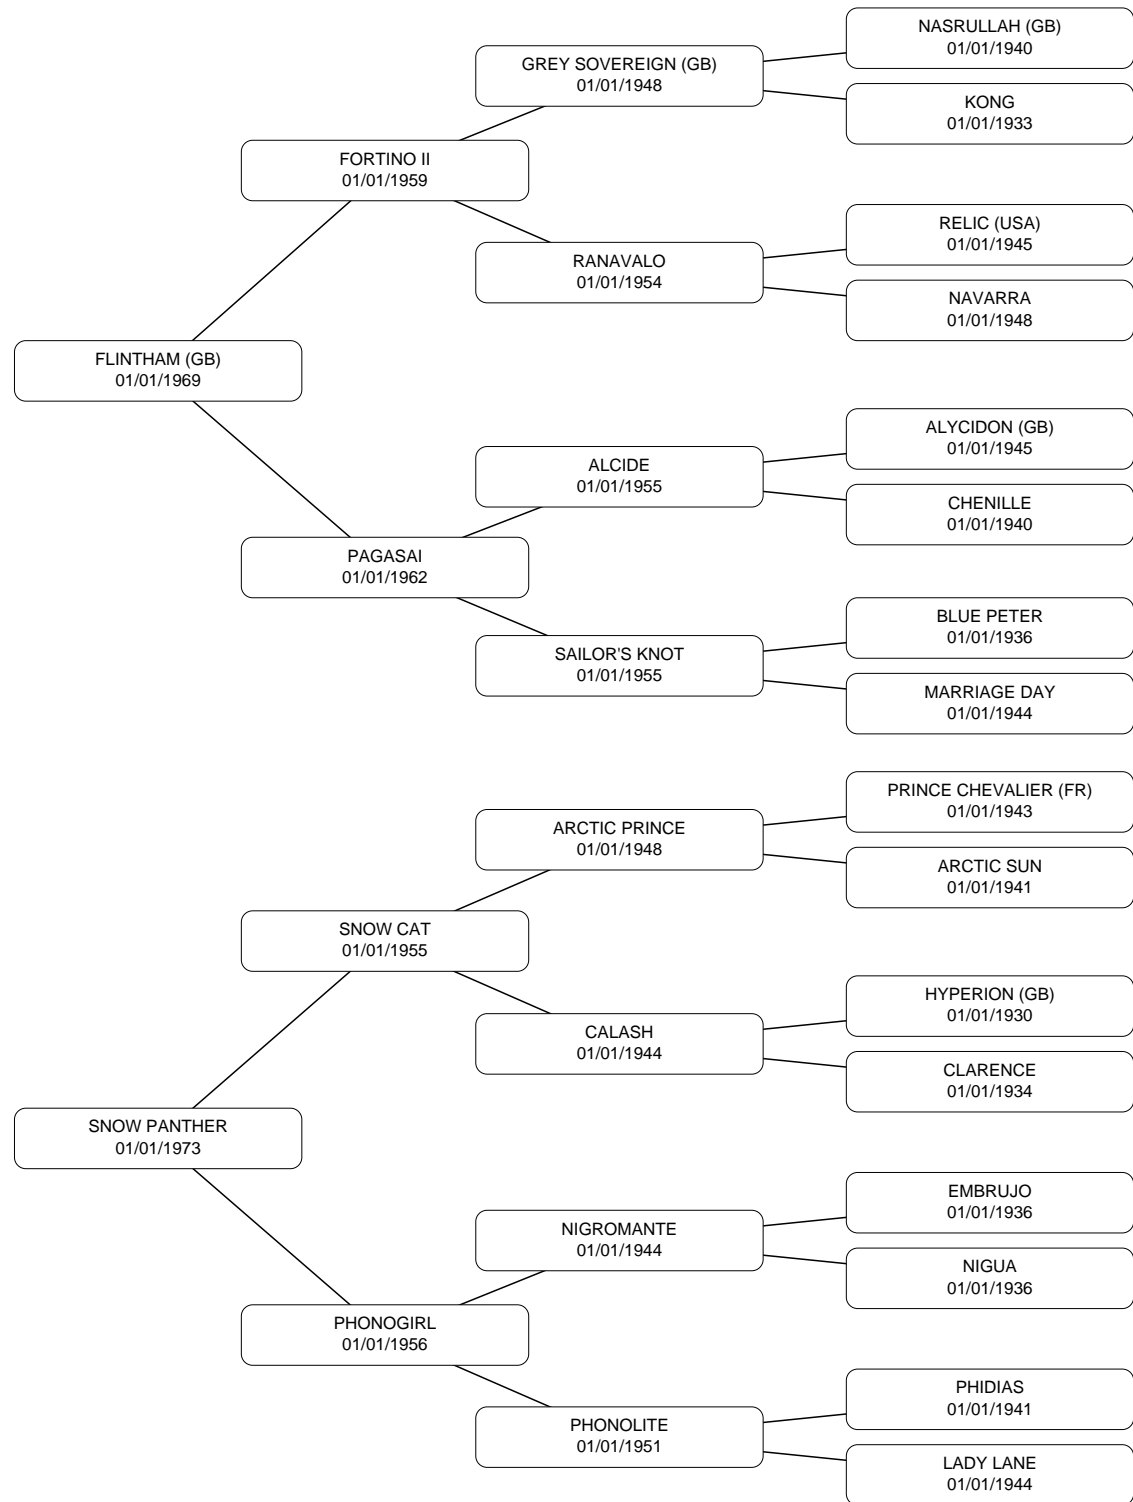 NASRULLAH (GB)
01/01/1940
GREY SOVEREIGN (GB)
01/01/1948
KONG
01/01/1933
FORTINO II
01/01/1959
RELIC (USA)
01/01/1945
RANAVALO
01/01/1954
NAVARRA
01/01/1948
FLINTHAM (GB)
01/01/1969
ALYCIDON (GB)
01/01/1945
ALCIDE
01/01/1955
CHENILLE
01/01/1940
PAGASAI
01/01/1962
BLUE PETER
01/01/1936
SAILOR'S KNOT
01/01/1955
MARRIAGE DAY
01/01/1944
PRINCE CHEVALIER (FR)
01/01/1943
ARCTIC PRINCE
01/01/1948
ARCTIC SUN
01/01/1941
SNOW CAT
01/01/1955
HYPERION (GB)
01/01/1930
CALASH
01/01/1944
CLARENCE
01/01/1934
SNOW PANTHER
01/01/1973
EMBRUJO
01/01/1936
NIGROMANTE
01/01/1944
NIGUA
01/01/1936
PHONOGIRL
01/01/1956
PHIDIAS
01/01/1941
PHONOLITE
01/01/1951
LADY LANE
01/01/1944